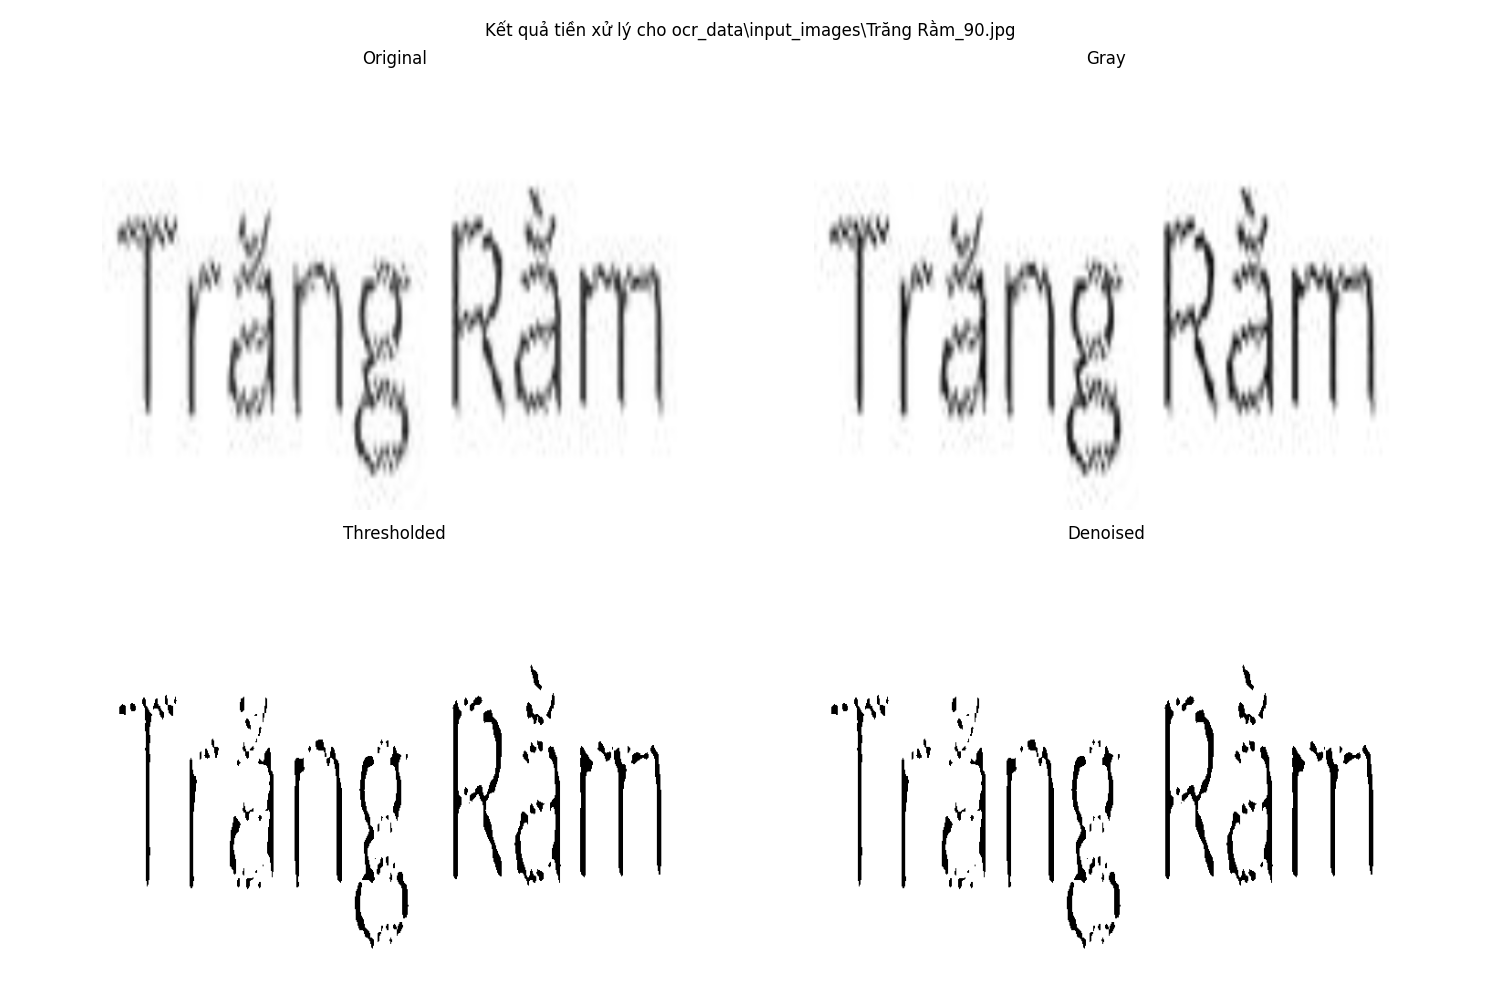 Kết quả tiền xử lý cho ocr_data\input_images\Trăng Rằm_90.jpg
Original
Gray
Trăng Rằm
Trăng Rằm
Thresholded
Denoised
Trăng Rằm
Trăng Rằm